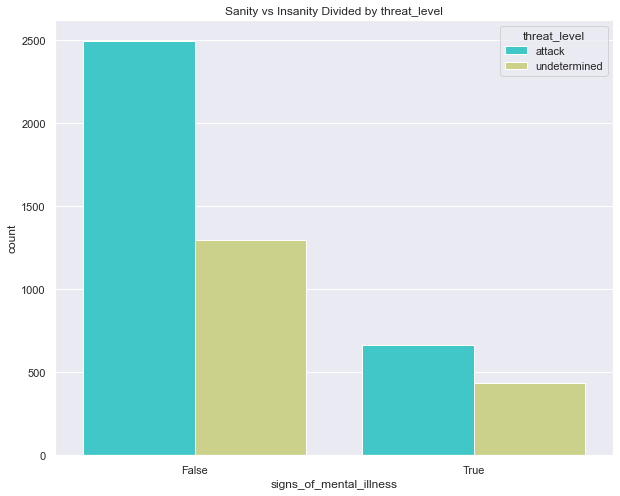 Sanity vs Insanity Divided by threat_level
threat_level
attack
undetermined
2500
2000
1500
1000
500
0
count
False
True
signs_of_mental_illness